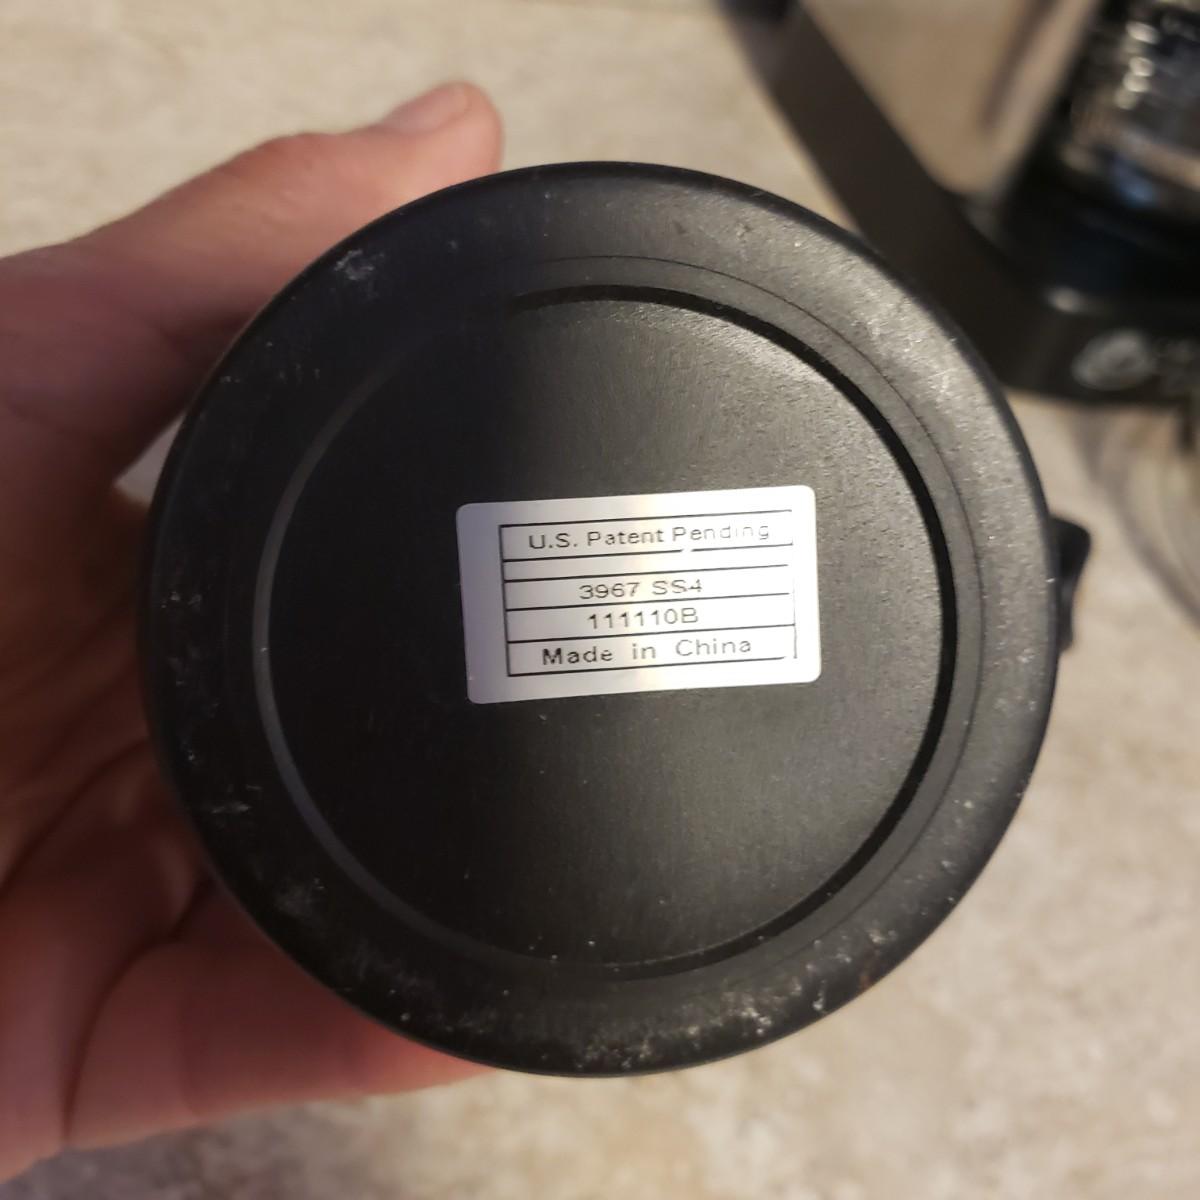 U.S. Patent Pending
3967 SS4
111110B
Made in China